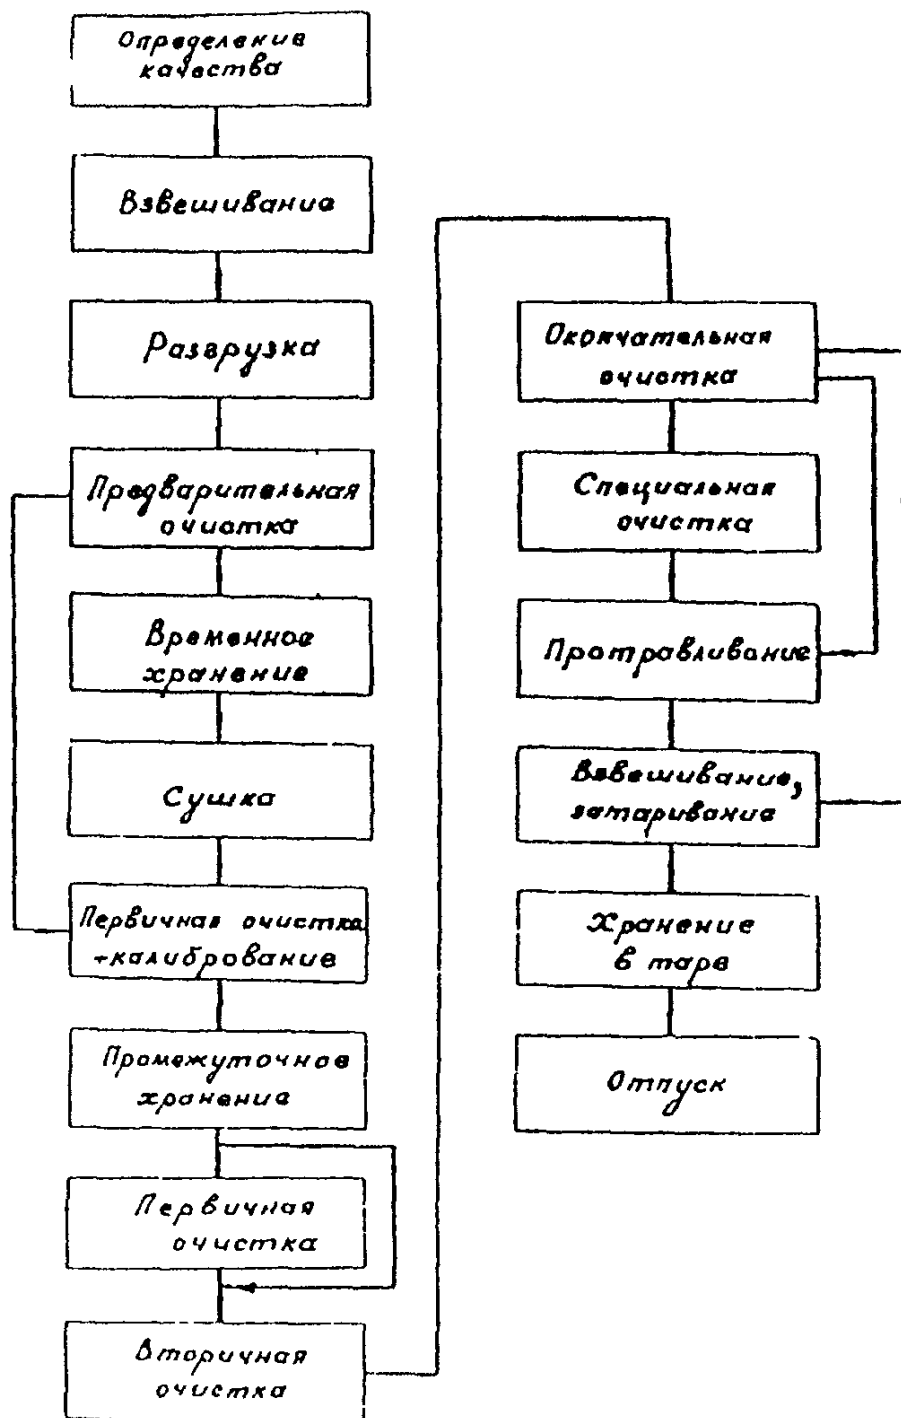 Определение
качества
Взвешивание
Разгрузка
Предварительная
очистка
Временное
хранение
Сушка
Первичная очистка
+калибрование
Промежуточное
хранение
Первичная
очистка
Вторичная
очистка
Окончательная
очистка
Специальная
очистка
Протравливание
Взвешивание,
затаривание
Хранение
в таре
Отпуск